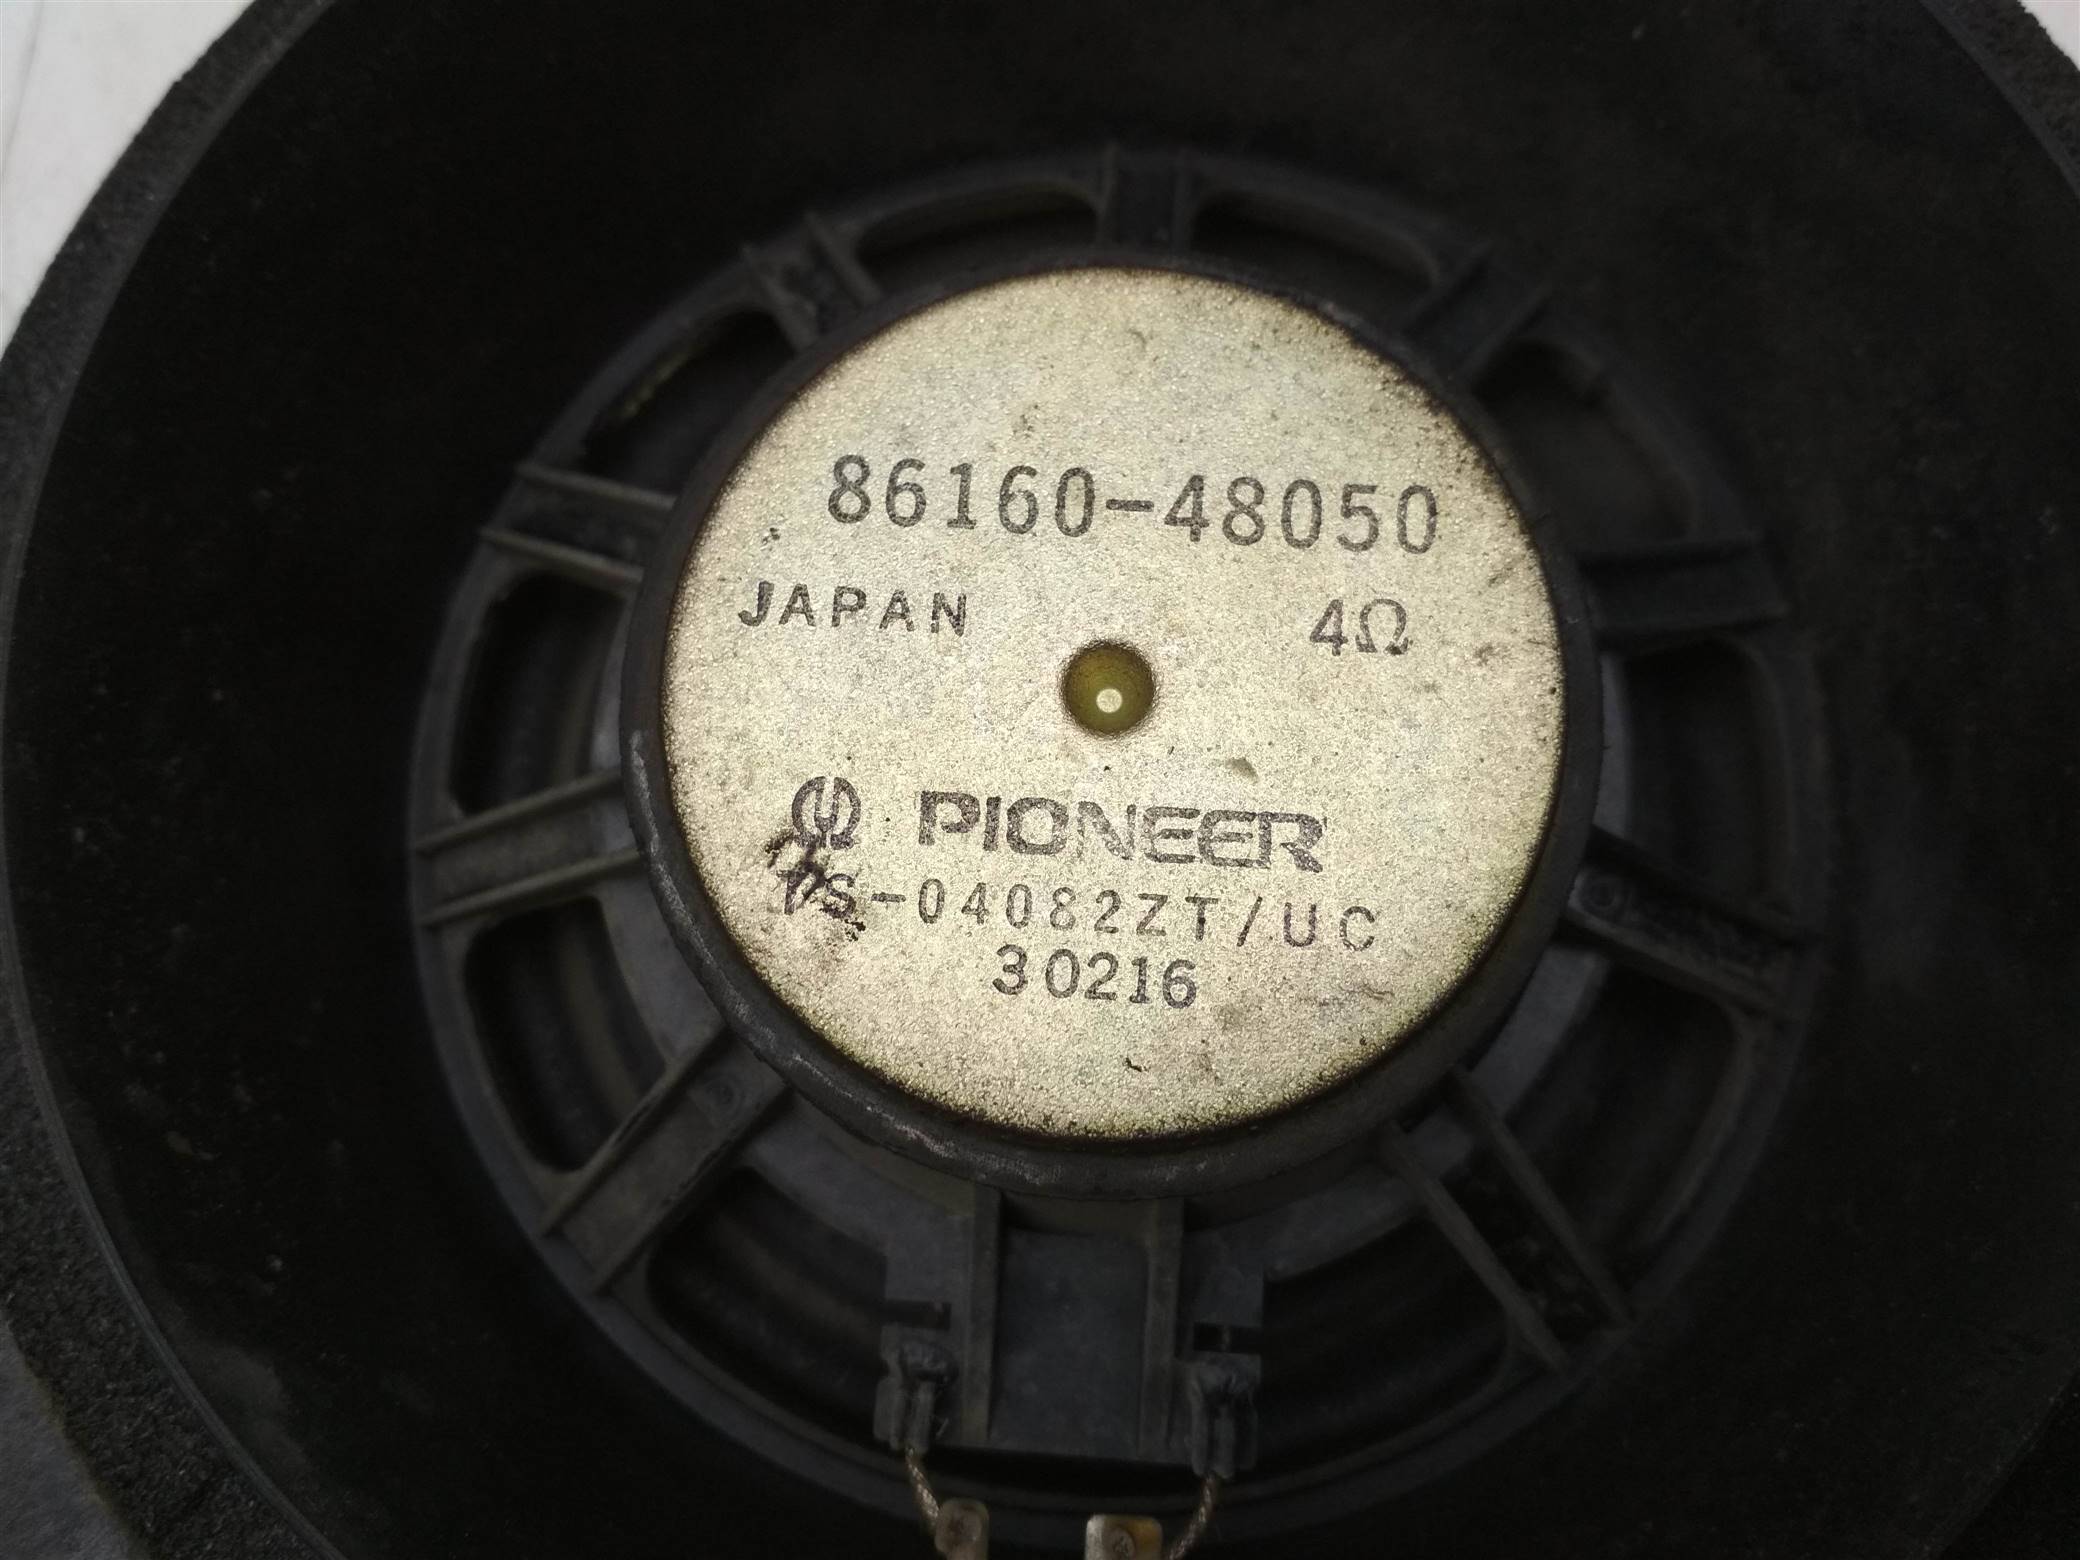 86160-48050
JAPAN 4Ω
PIONEER
TS-04082ZT/UC
30216